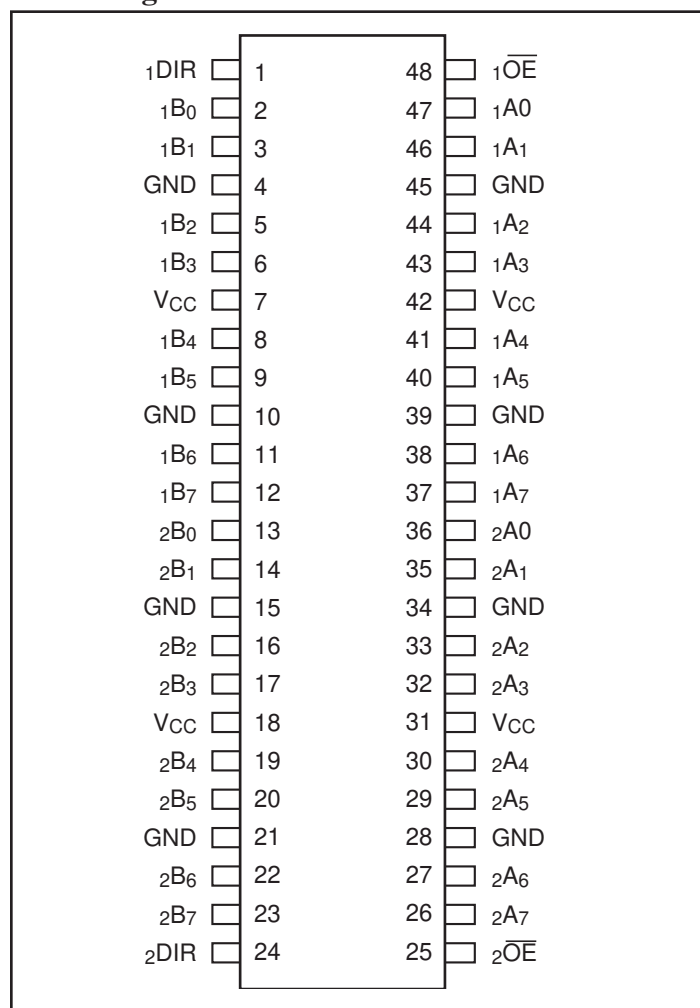 ₁DIR 1 48 ₁O̅E̅
₁B₀ 2 47 ₁A0
₁B₁ 3 46 ₁A₁
GND 4 45 GND
₁B₂ 5 44 ₁A₂
₁B₃ 6 43 ₁A₃
VCC 7 42 VCC
₁B₄ 8 41 ₁A₄
₁B₅ 9 40 ₁A₅
GND 10 39 GND
₁B₆ 11 38 ₁A₆
₁B₇ 12 37 ₁A₇
₂B₀ 13 36 ₂A0
₂B₁ 14 35 ₂A₁
GND 15 34 GND
₂B₂ 16 33 ₂A₂
₂B₃ 17 32 ₂A₃
VCC 18 31 VCC
₂B₄ 19 30 ₂A₄
₂B₅ 20 29 ₂A₅
GND 21 28 GND
₂B₆ 22 27 ₂A₆
₂B₇ 23 26 ₂A₇
₂DIR 24 25 ₂O̅E̅